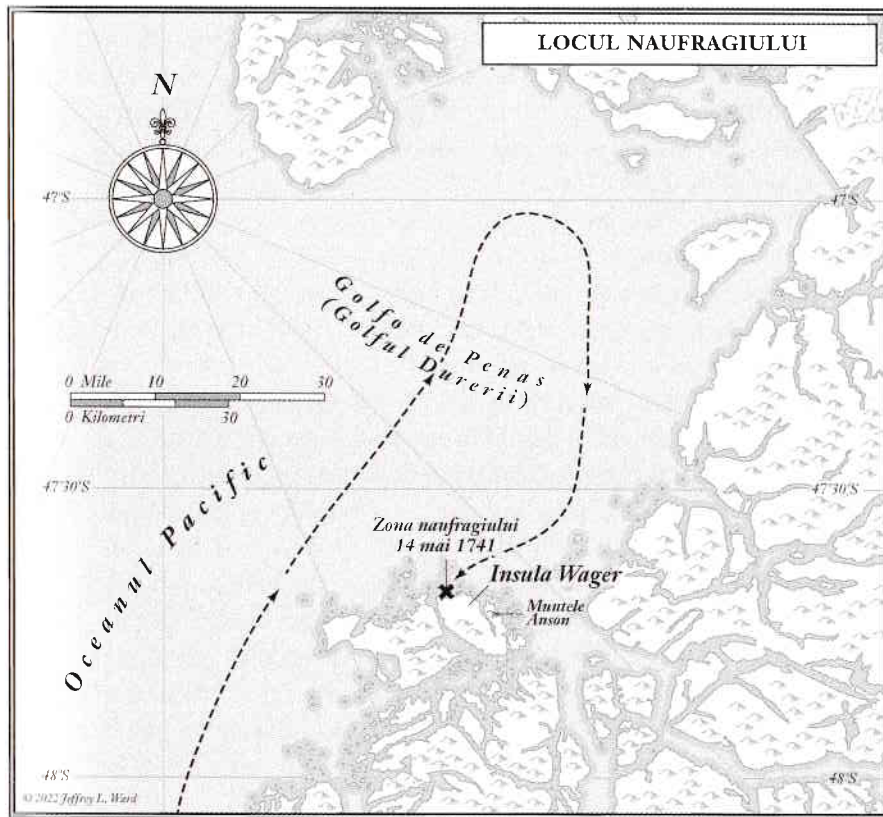 LOCUL NAUFRAGIULUI
N
47°S
47°S
Golfo de Penas
(Golful Durerii)
0 Mile 10 20 30
0 Kilometri 30
Oceanul Pacific
47°30'S
47°30'S
Zona naufragiului
14 mai 1741
Insula Wager
Muntele
Anson
48°S
48°S
© 2022 Jeffrey L. Ward